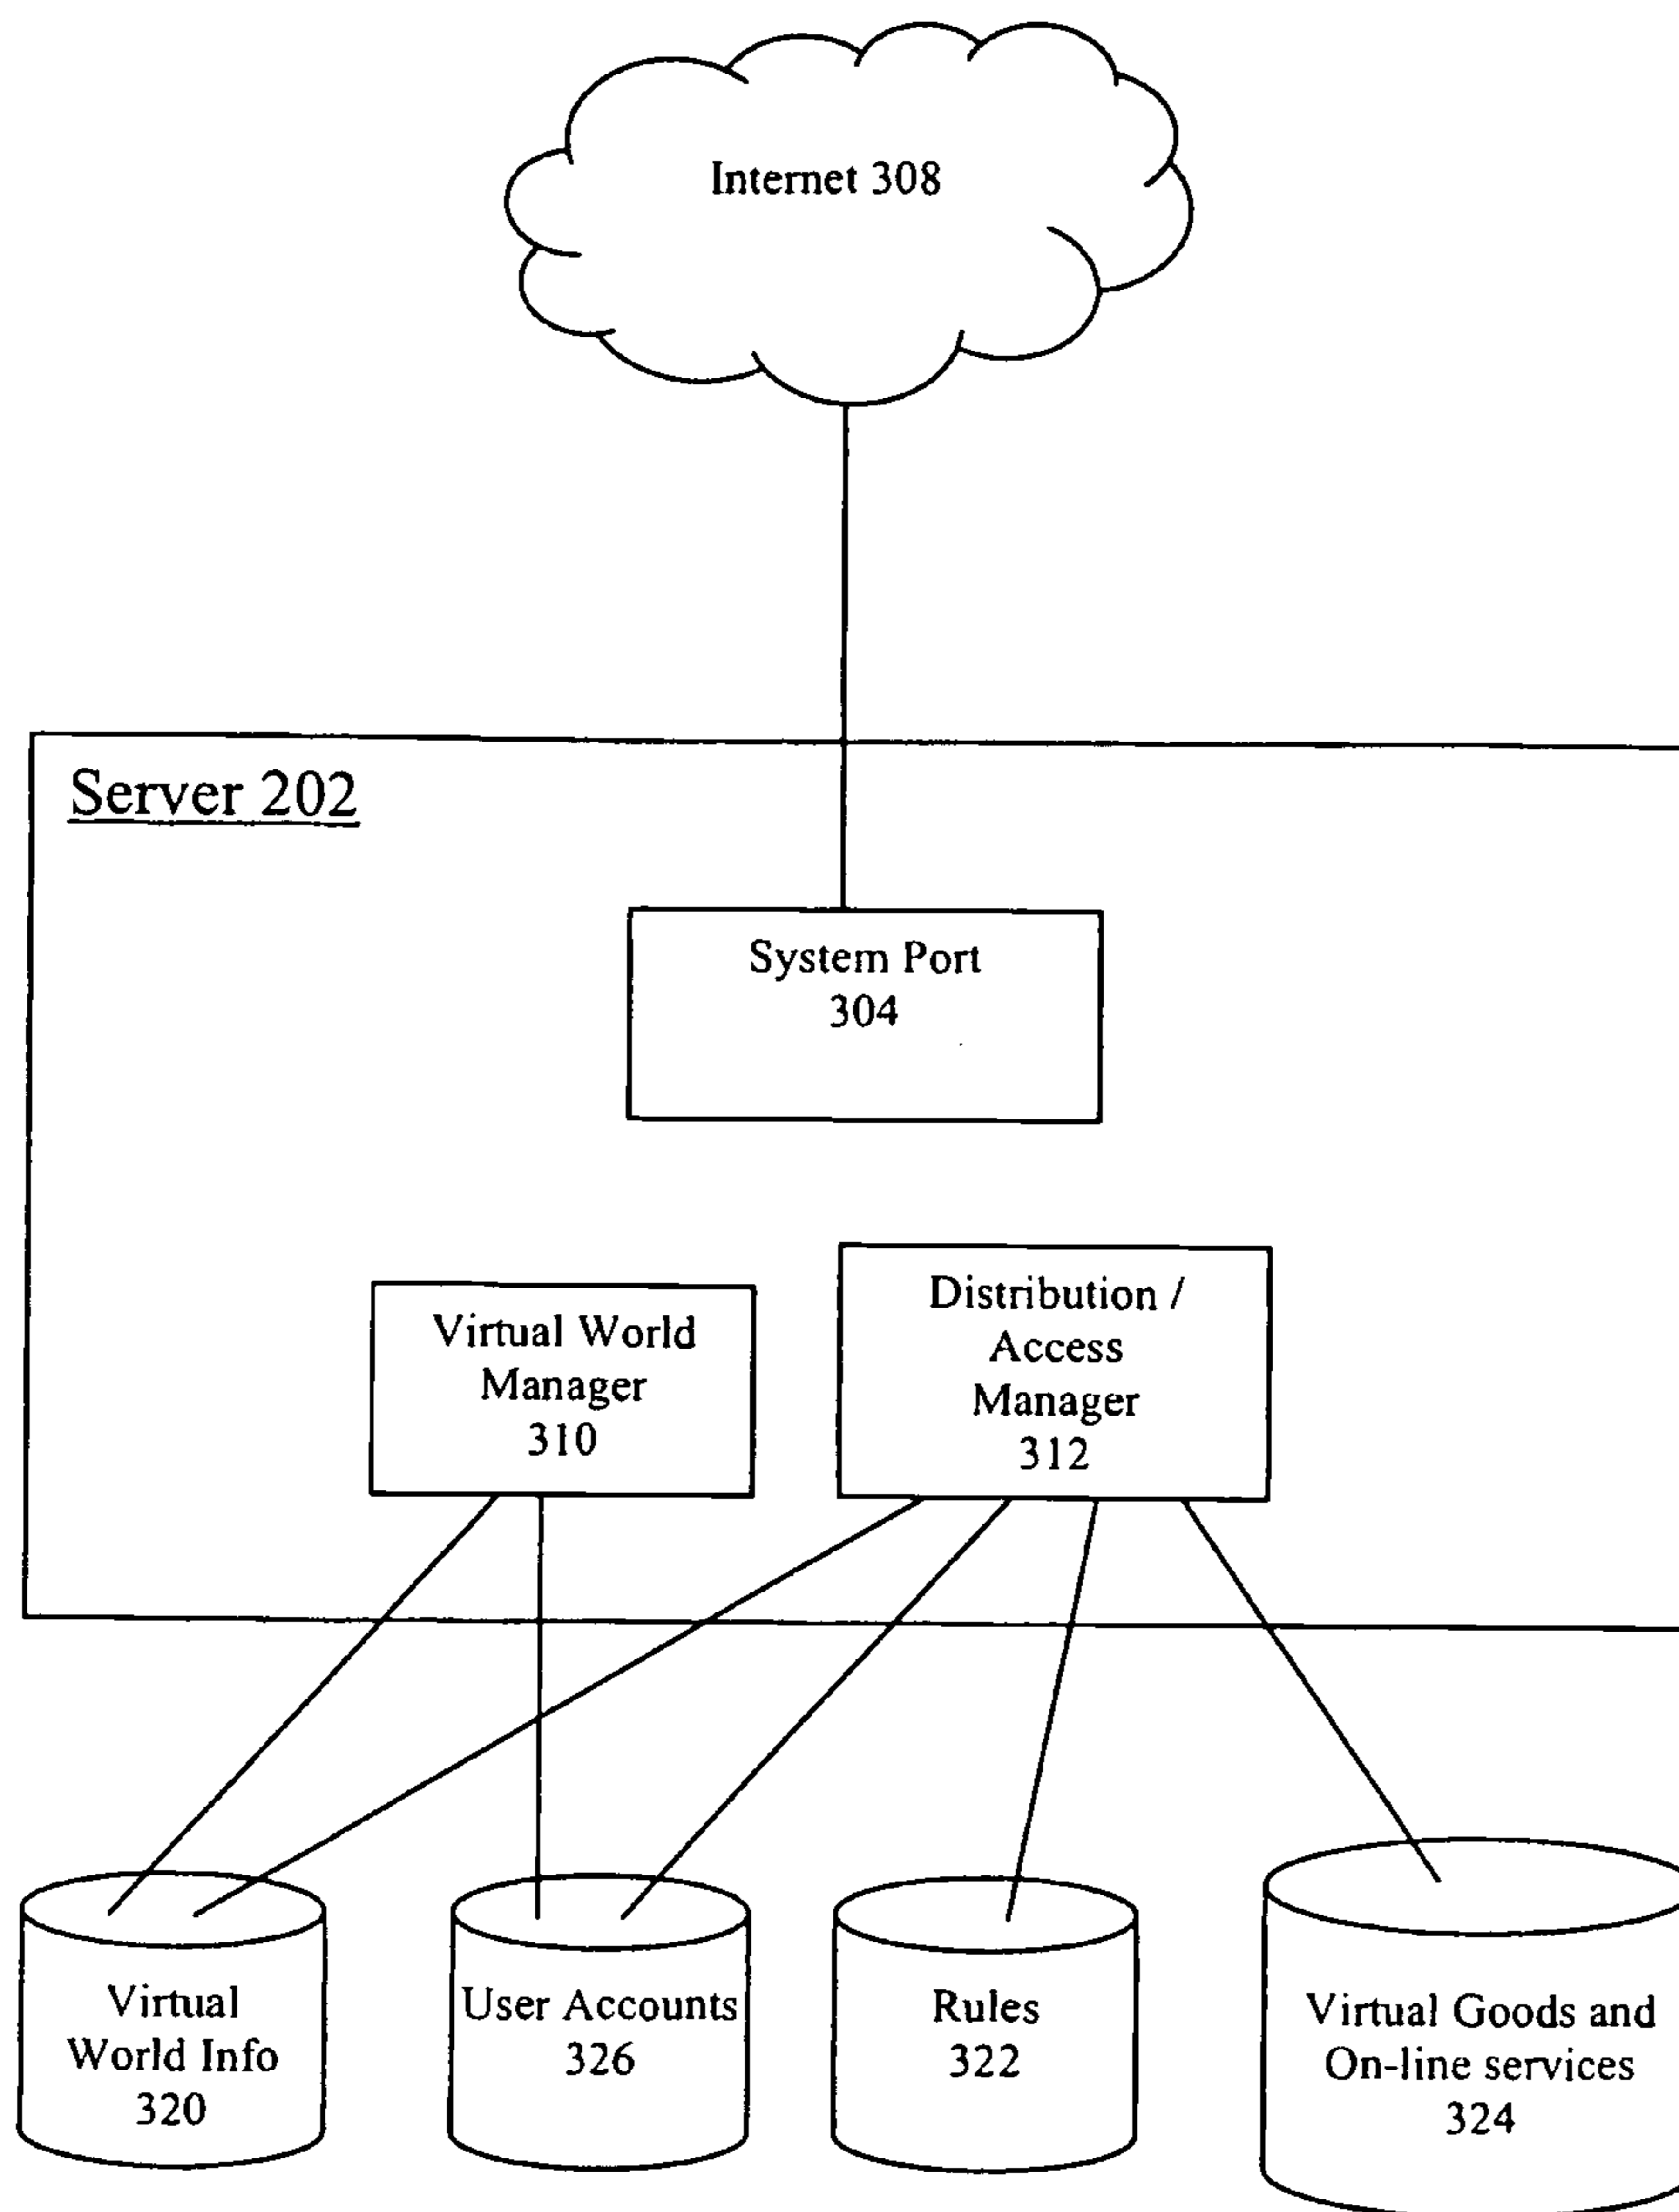 Internet 308
Server 202
System Port
304
Virtual World
Manager
310
Distribution /
Access
Manager
312
Virtual
World Info
320
User Accounts
326
Rules
322
Virtual Goods and
On-line services
324